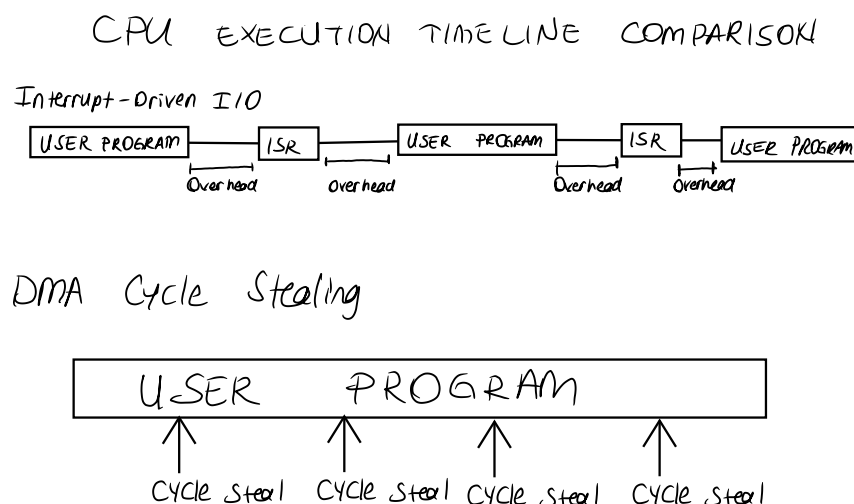 CPU EXECUTION TIMELINE COMPARISON
Interrupt-Driven I/O
USER PROGRAM ISR USER PROGRAM ISR USER PROGRAM
Overhead Overhead Overhead Overhead
DMA Cycle Stealing
USER PROGRAM
CYCLE Steal CYCLE Steal CYCLE Steal CYCLE Steal